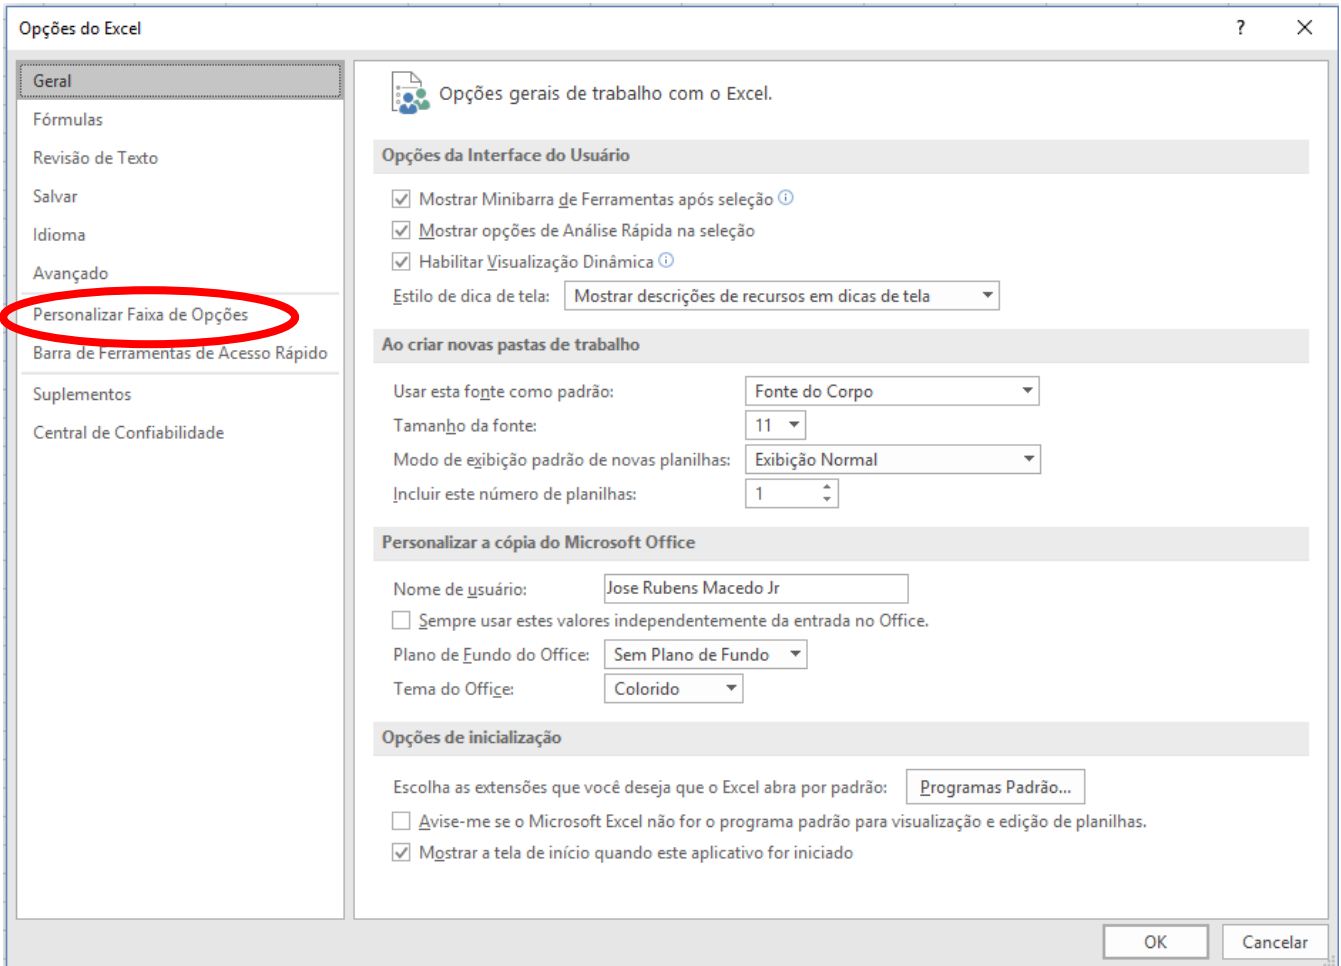 Opções do Excel ?
Geral
Fórmulas
Revisão de Texto
Salvar
Idioma
Avançado
Personalizar Faixa de Opções
Barra de Ferramentas de Acesso Rápido
Suplementos
Central de Confiabilidade
Opções gerais de trabalho com o Excel.
Opções da Interface do Usuário
Mostrar Minibarra de Ferramentas após seleção
Mostrar opções de Análise Rápida na seleção
Habilitar Visualização Dinâmica
Estilo de dica de tela: Mostrar descrições de recursos em dicas de tela
Ao criar novas pastas de trabalho
Usar esta fonte como padrão: Fonte do Corpo
Tamanho da fonte: 11
Modo de exibição padrão de novas planilhas: Exibição Normal
Incluir este número de planilhas: 1
Personalizar a cópia do Microsoft Office
Nome de usuário: Jose Rubens Macedo Jr
Sempre usar estes valores independentemente da entrada no Office.
Plano de Fundo do Office: Sem Plano de Fundo
Tema do Office: Colorido
Opções de inicialização
Escolha as extensões que você deseja que o Excel abra por padrão: Programas Padrão...
Avise-me se o Microsoft Excel não for o programa padrão para visualização e edição de planilhas.
Mostrar a tela de início quando este aplicativo for iniciado
OK Cancelar